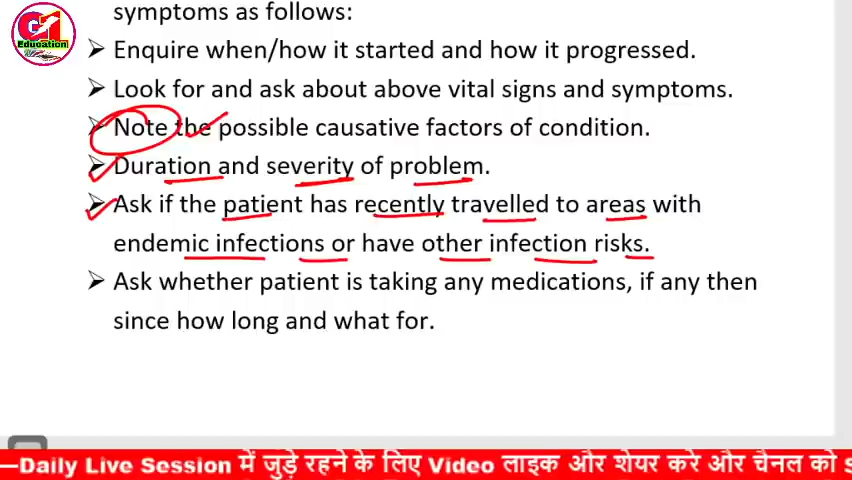 G1
Education
symptoms as follows:
➢ Enquire when/how it started and how it progressed.
➢ Look for and ask about above vital signs and symptoms.
➢ Note the possible causative factors of condition.
➢ Duration and severity of problem.
➢ Ask if the patient has recently travelled to areas with
endemic infections or have other infection risks.
➢ Ask whether patient is taking any medications, if any then
since how long and what for.
—Daily Live Session में जुड़े रहने के लिए Video लाइक और शेयर करे और चैनल को S